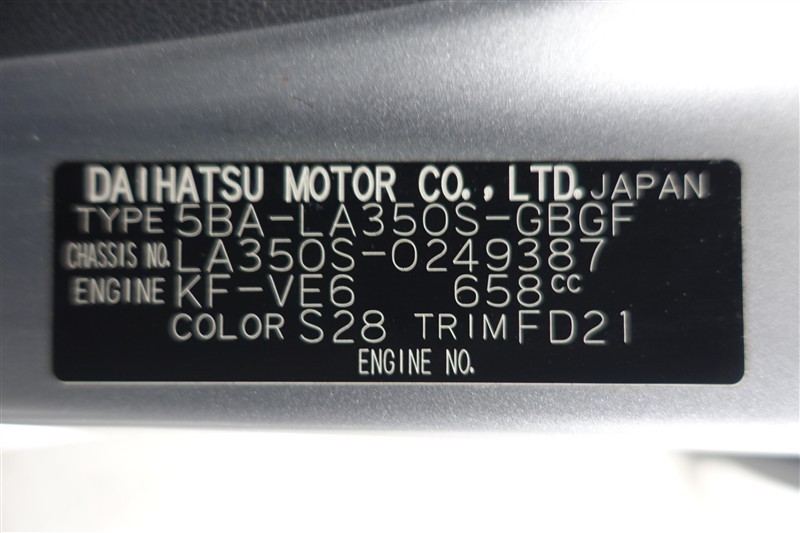 DAIHATSU MOTOR CO., LTD. JAPAN
TYPE 5BA-LA350S-GBGF
CHASSIS NO. LA350S-0249387
ENGINE KF-VE6 658cc
COLOR S28 TRIM FD21
ENGINE NO.